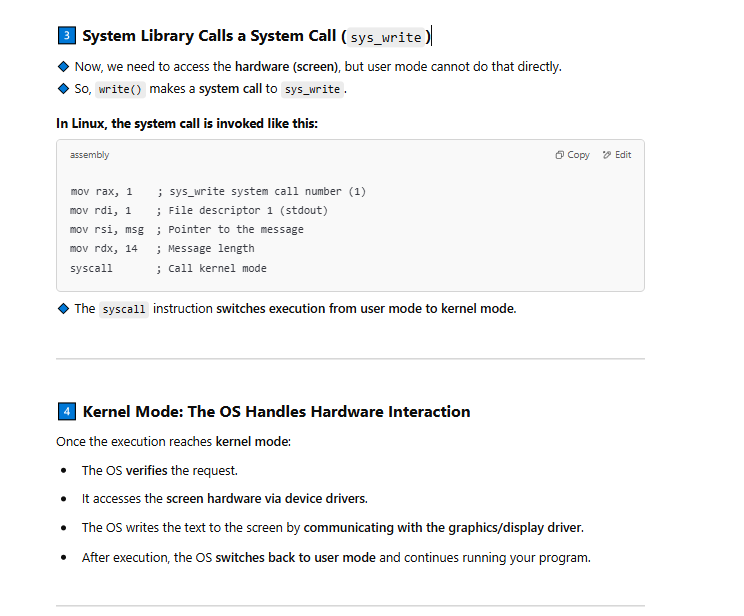 3 System Library Calls a System Call (sys_write)
Now, we need to access the hardware (screen), but user mode cannot do that directly.
So, write() makes a system call to sys_write.
In Linux, the system call is invoked like this:
assembly Copy Edit
mov rax, 1 ; sys_write system call number (1)
mov rdi, 1 ; File descriptor 1 (stdout)
mov rsi, msg ; Pointer to the message
mov rdx, 14 ; Message length
syscall ; Call kernel mode
The syscall instruction switches execution from user mode to kernel mode.
4 Kernel Mode: The OS Handles Hardware Interaction
Once the execution reaches kernel mode:
• The OS verifies the request.
• It accesses the screen hardware via device drivers.
• The OS writes the text to the screen by communicating with the graphics/display driver.
• After execution, the OS switches back to user mode and continues running your program.